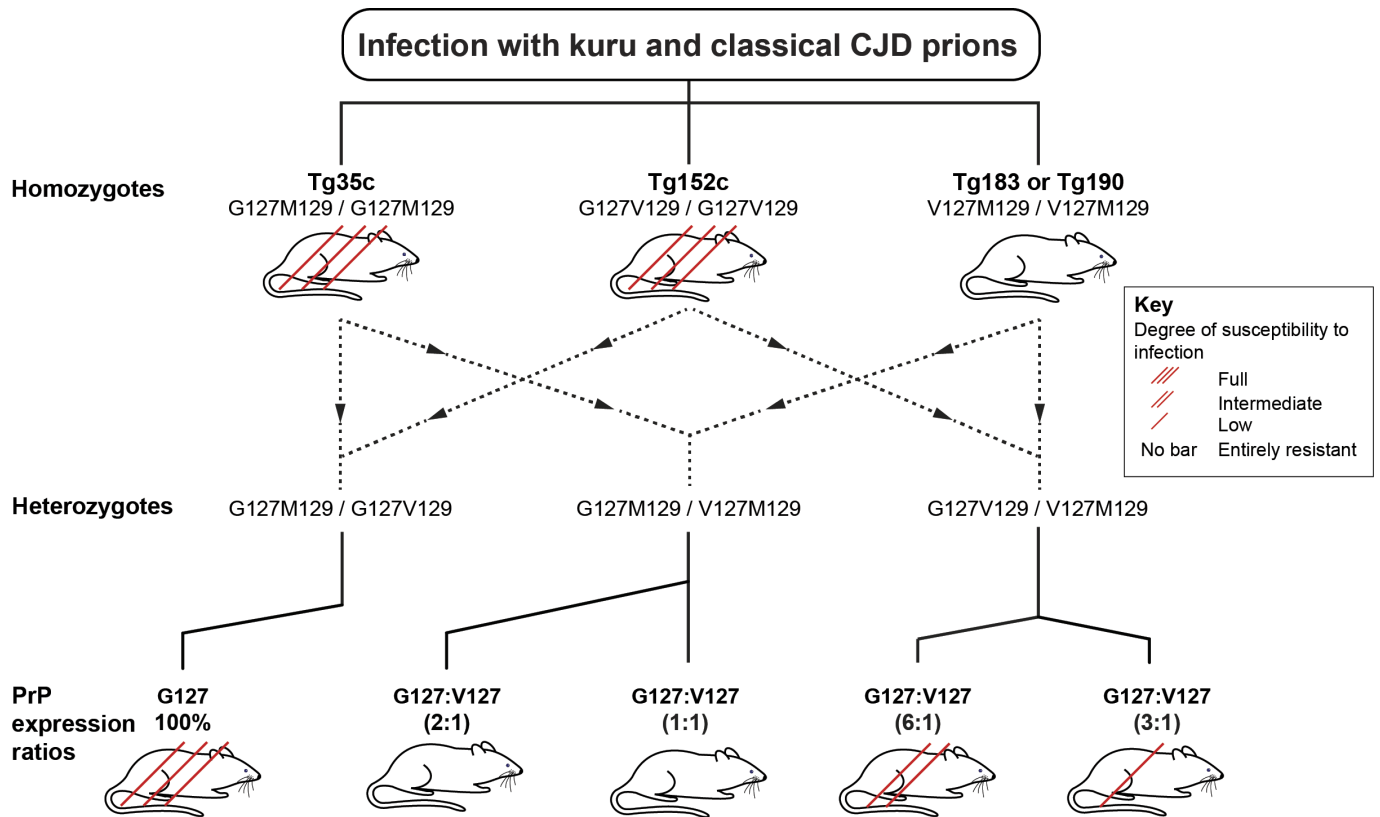 Infection with kuru and classical CJD prions
Homozygotes
Tg35c
G127M129 / G127M129
Tg152c
G127V129 / G127V129
Tg183 or Tg190
V127M129 / V127M129
Key
Degree of susceptibility to
infection
Full
Intermediate
Low
No bar Entirely resistant
Heterozygotes
G127M129 / G127V129
G127M129 / V127M129
G127V129 / V127M129
PrP
expression
ratios
G127
100%
G127:V127
(2:1)
G127:V127
(1:1)
G127:V127
(6:1)
G127:V127
(3:1)